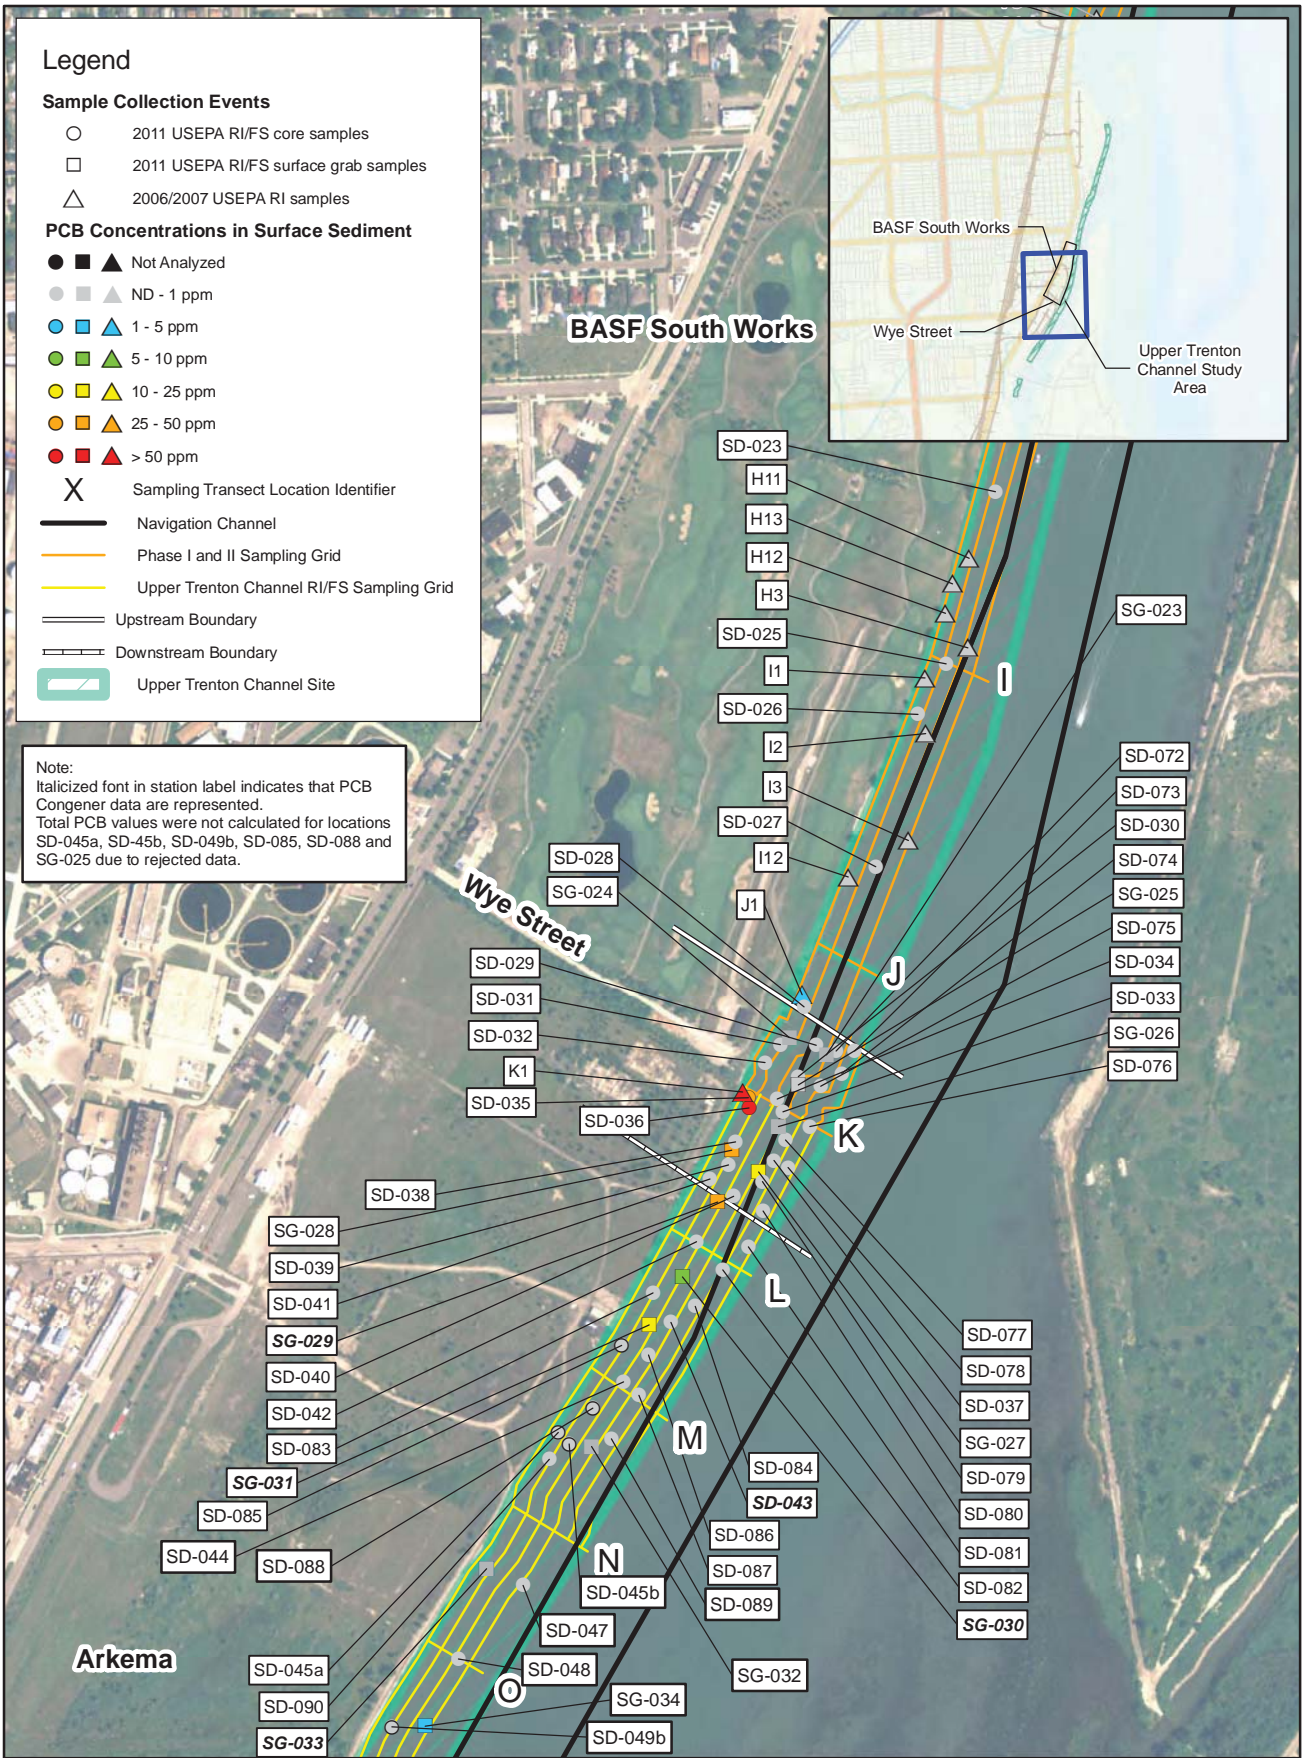 Legend
Sample Collection Events
2011 USEPA RI/FS core samples
2011 USEPA RI/FS surface grab samples
2006/2007 USEPA RI samples
PCB Concentrations in Surface Sediment
Not Analyzed
ND - 1 ppm
1 - 5 ppm
5 - 10 ppm
10 - 25 ppm
25 - 50 ppm
> 50 ppm
X Sampling Transect Location Identifier
Navigation Channel
Phase I and II Sampling Grid
Upper Trenton Channel RI/FS Sampling Grid
Upstream Boundary
Downstream Boundary
Upper Trenton Channel Site
Note:
Italicized font in station label indicates that PCB
Congener data are represented.
Total PCB values were not calculated for locations
SD-045a, SD-45b, SD-049b, SD-085, SD-088 and
SG-025 due to rejected data.
BASF South Works
Wye Street
Upper Trenton
Channel Study
Area
BASF South Works
SD-023
H11
H13
H12
H3
SD-025
I1
SD-026
I2
I3
SD-027
I12
SD-028
SG-024
J1
Wye Street
SD-029
SD-031
SD-032
K1
SD-035
SD-036
SD-038
SG-028
SD-039
SD-041
SG-029
SD-040
SD-042
SD-083
SG-031
SD-085
SD-044
SD-088
SD-045a
SD-090
SG-033
Arkema
SG-023
I
SD-072
SD-073
SD-030
SD-074
SG-025
SD-075
SD-034
SD-033
SG-026
SD-076
J
K
L
M
N
O
SD-077
SD-078
SD-037
SG-027
SD-079
SD-080
SD-081
SD-082
SG-030
SD-084
SD-043
SD-086
SD-087
SD-089
SD-045b
SD-047
SD-048
SG-032
SG-034
SD-049b